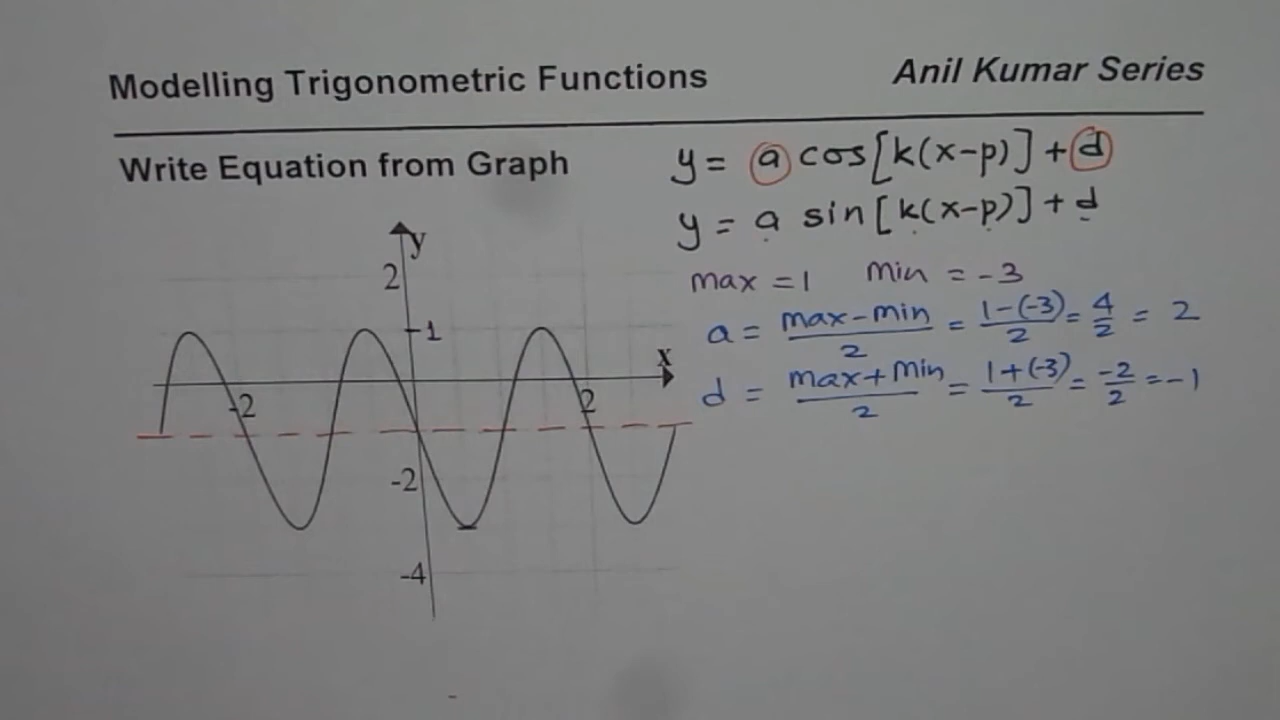 Modelling Trigonometric Functions
Anil Kumar Series
Write Equation from Graph
y = a cos[k(x-p)] + d
y = a sin[k(x-p)] + d
max = 1 min = -3
a = max-min/2 = 1-(-3)/2 = 4/2 = 2
d = max+min/2 = 1+(-3)/2 = -2/2 = -1
y
2
1
x
-2
2
-2
-4